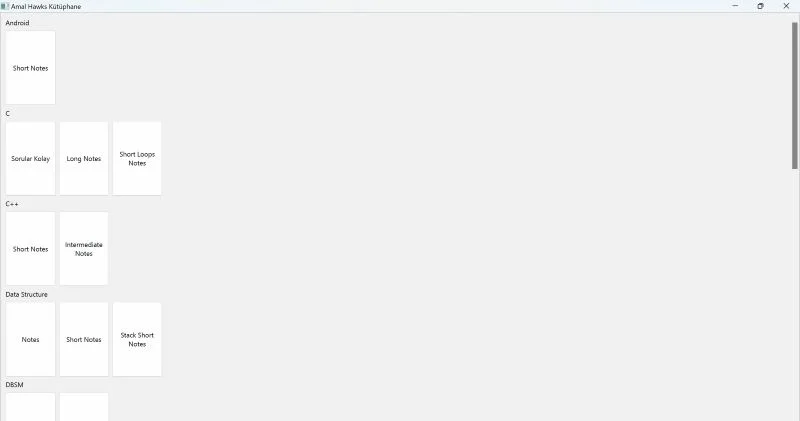 Amal Hawks Kütüphane
Android
Short Notes
C
Sorular Kolay
Long Notes
Short Loops
Notes
C++
Short Notes
Intermediate
Notes
Data Structure
Notes
Short Notes
Stack Short
Notes
DBSM